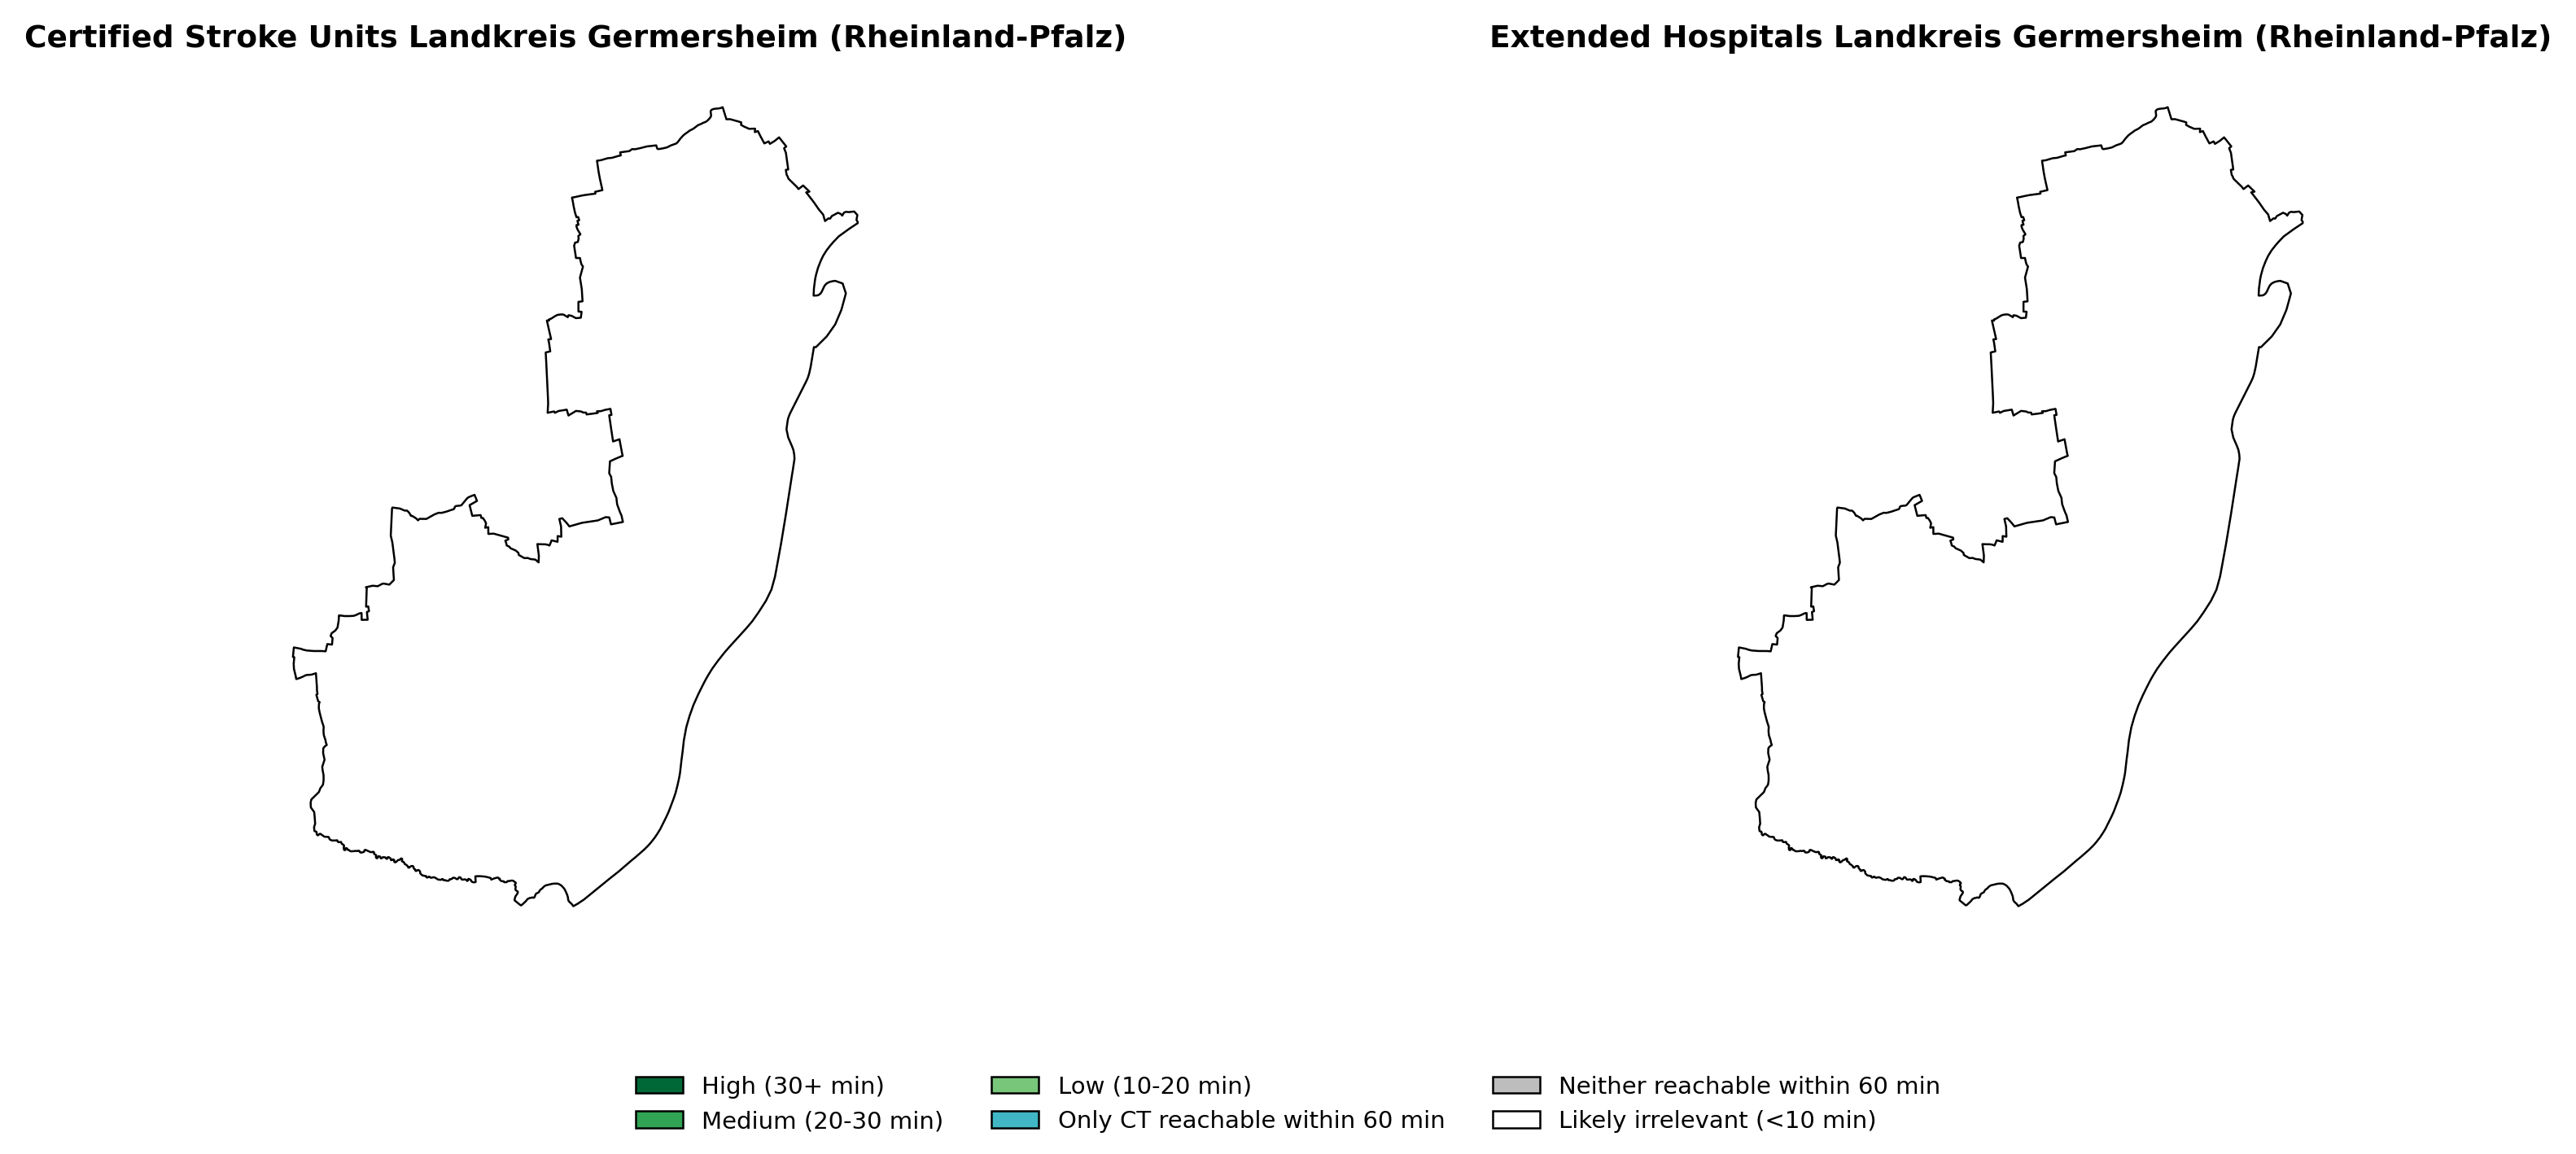 Certified Stroke Units Landkreis Germersheim (Rheinland-Pfalz)
Extended Hospitals Landkreis Germersheim (Rheinland-Pfalz)
High (30+ min)
Medium (20-30 min)
Low (10-20 min)
Only CT reachable within 60 min
Neither reachable within 60 min
Likely irrelevant (<10 min)